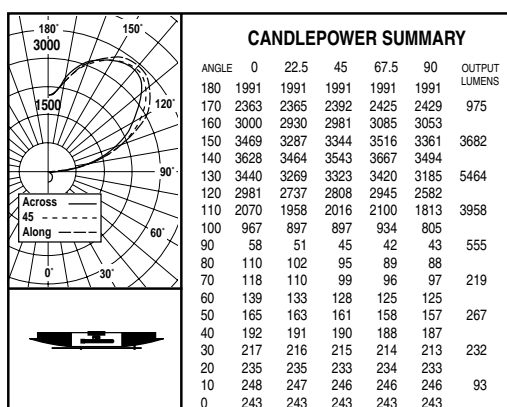 180° 150°
3000
1500
120°
90°
60°
0° 30°
Across
45
Along
CANDLEPOWER SUMMARY
ANGLE 0 22.5 45 67.5 90 OUTPUT
LUMENS
180 1991 1991 1991 1991 1991
170 2363 2365 2392 2425 2429 975
160 3000 2930 2981 3085 3053
150 3469 3287 3344 3516 3361 3682
140 3628 3464 3543 3667 3494
130 3440 3269 3323 3420 3185 5464
120 2981 2737 2808 2945 2582
110 2070 1958 2016 2100 1813 3958
100 967 897 897 934 805
90 58 51 45 42 43 555
80 110 102 95 89 88
70 118 110 99 96 97 219
60 139 133 128 125 125
50 165 163 161 158 157 267
40 192 191 190 188 187
30 217 216 215 214 213 232
20 235 235 233 234 233
10 248 247 246 246 246 93
0 243 243 243 243 243